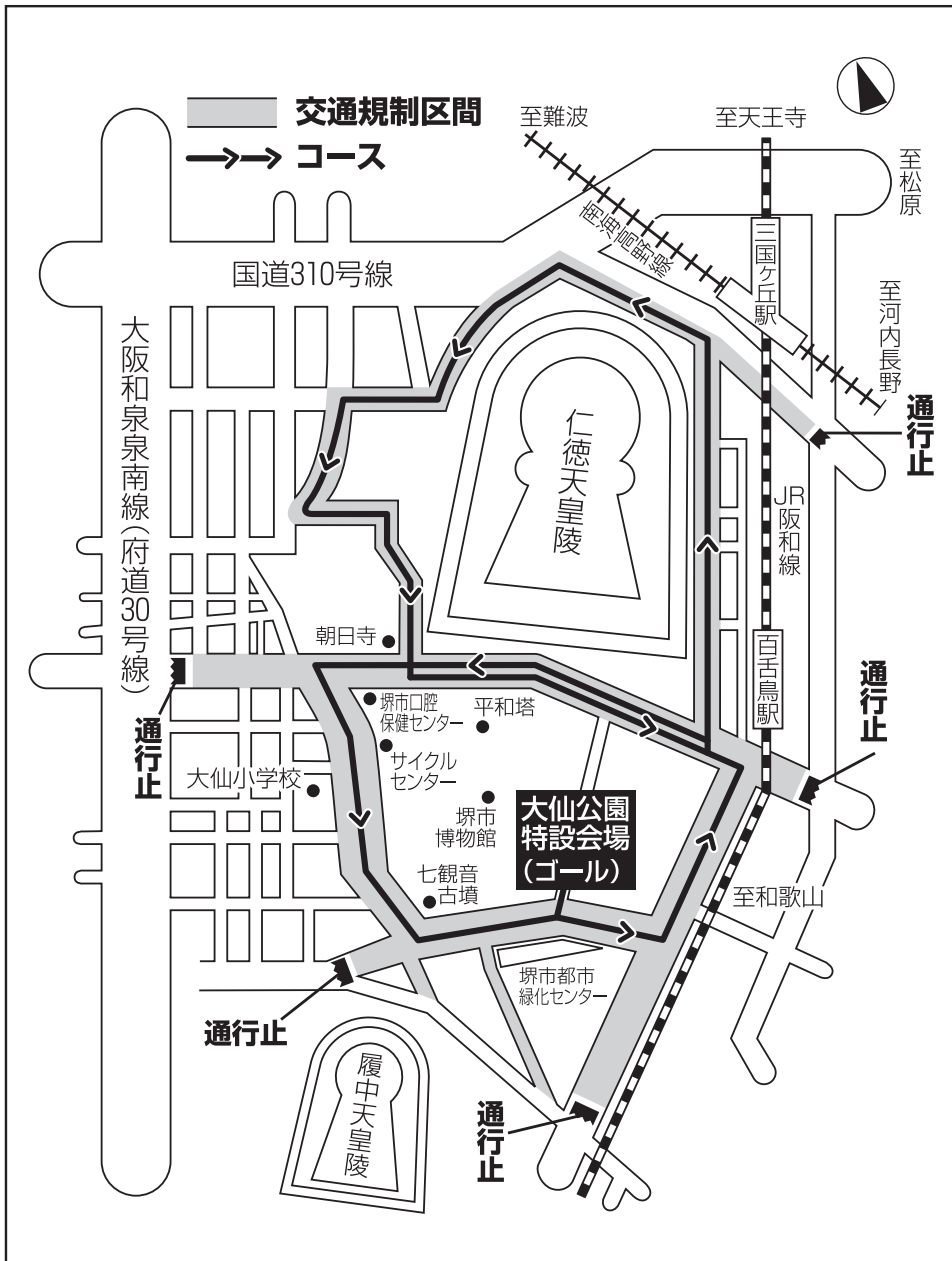 交通規制区間
コース
至難波
至天王寺
至松原
南海高野線
三国ヶ丘駅
至河内長野
国道310号線
大阪和泉泉南線(府道30号線)
通行止
仁徳天皇陵
JR阪和線
百舌鳥駅
朝日寺
通行止
通行止
堺市口腔
保健センター
平和塔
サイクル
センター
大仙小学校
堺市
博物館
大仙公園
特設会場
(ゴール)
七観音
古墳
至和歌山
堺市都市
緑化センター
通行止
履中天皇陵
通行止